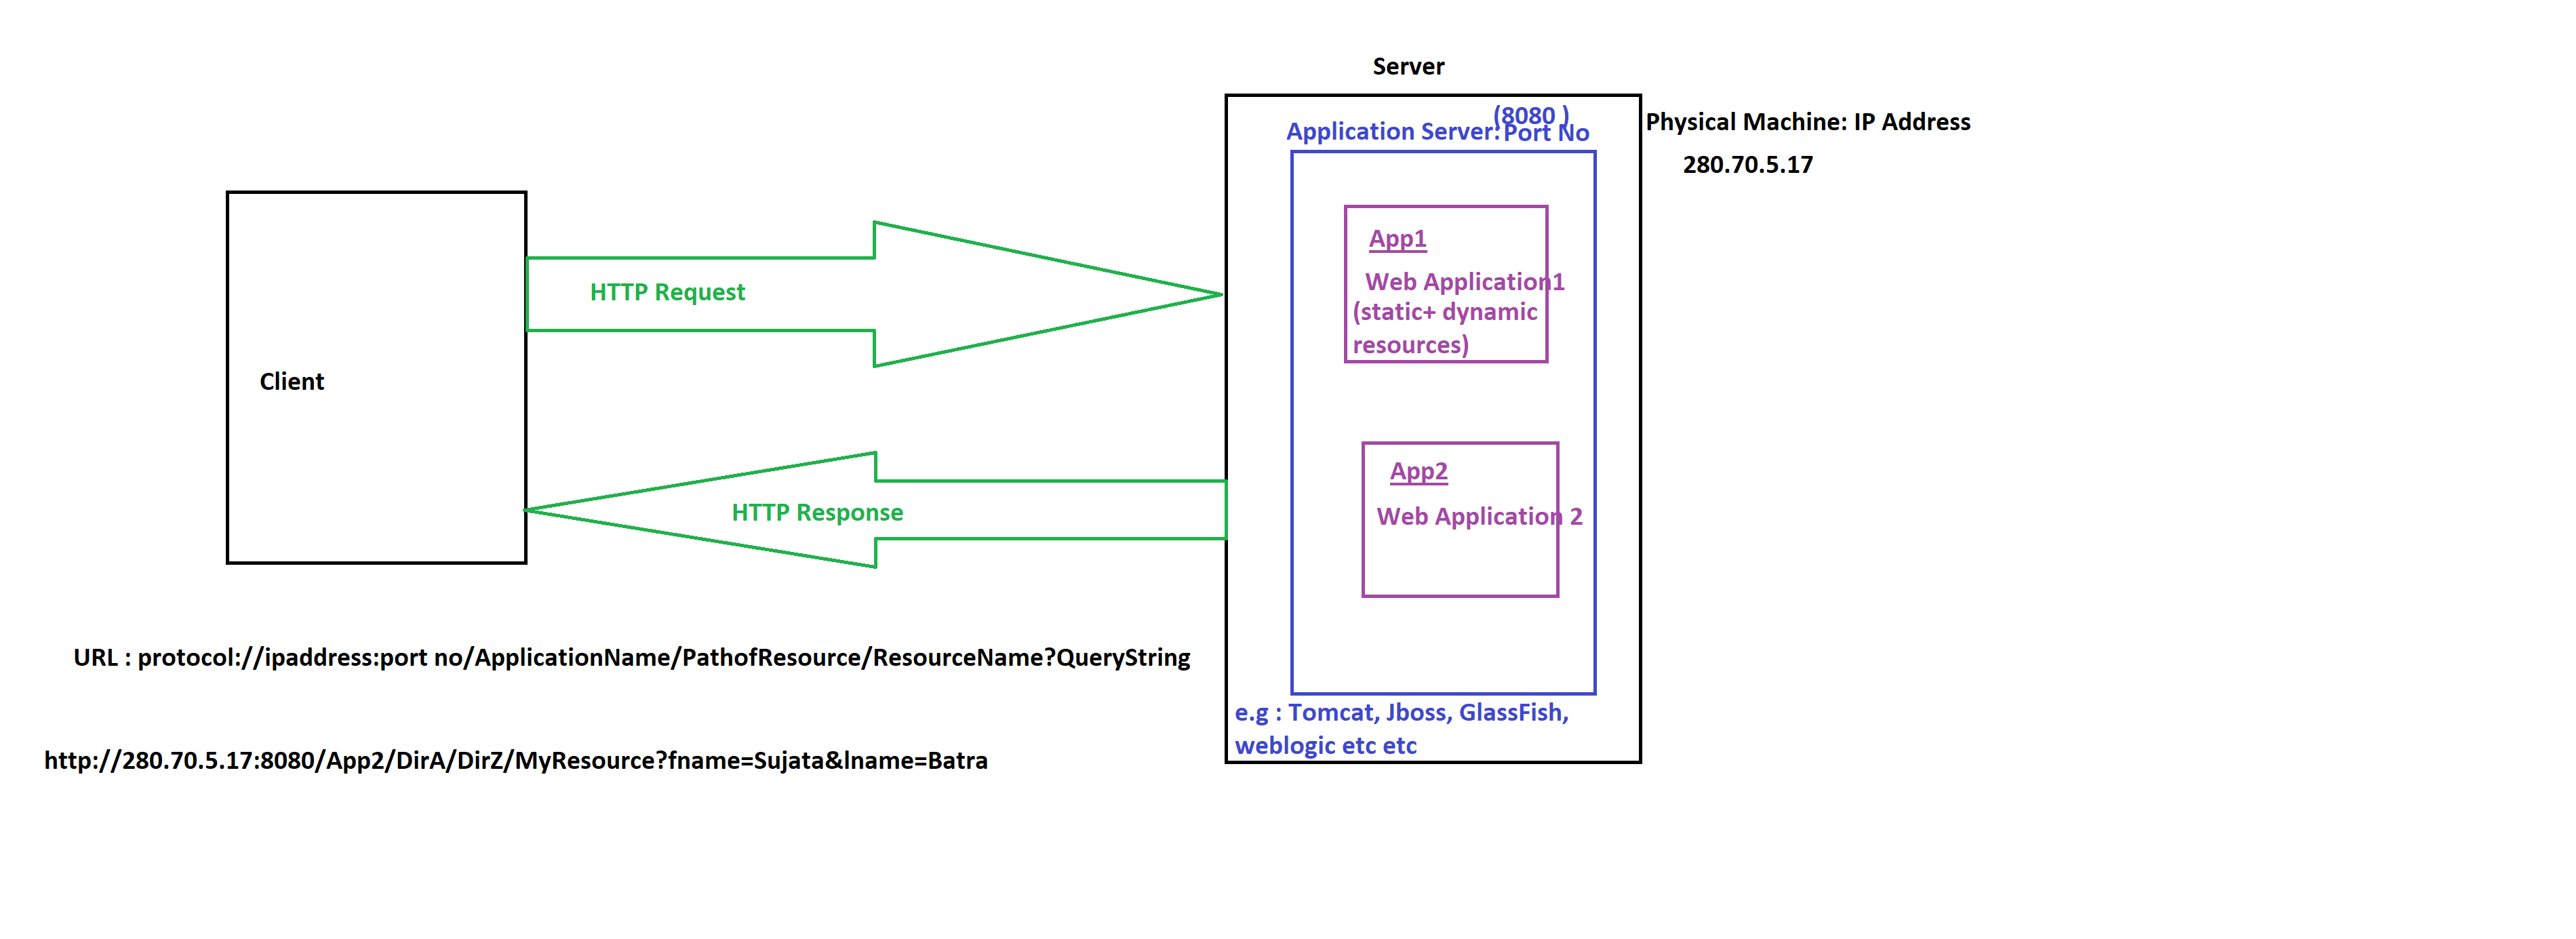 Server
(8080 )
Application Server: Port No
Physical Machine: IP Address
280.70.5.17
App1
Web Application1
(static+ dynamic
resources)
HTTP Request
Client
App2
Web Application 2
HTTP Response
URL : protocol://ipaddress:port no/ApplicationName/PathofResource/ResourceName?QueryString
e.g : Tomcat, Jboss, GlassFish,
weblogic etc etc
http://280.70.5.17:8080/App2/DirA/DirZ/MyResource?fname=Sujata&lname=Batra